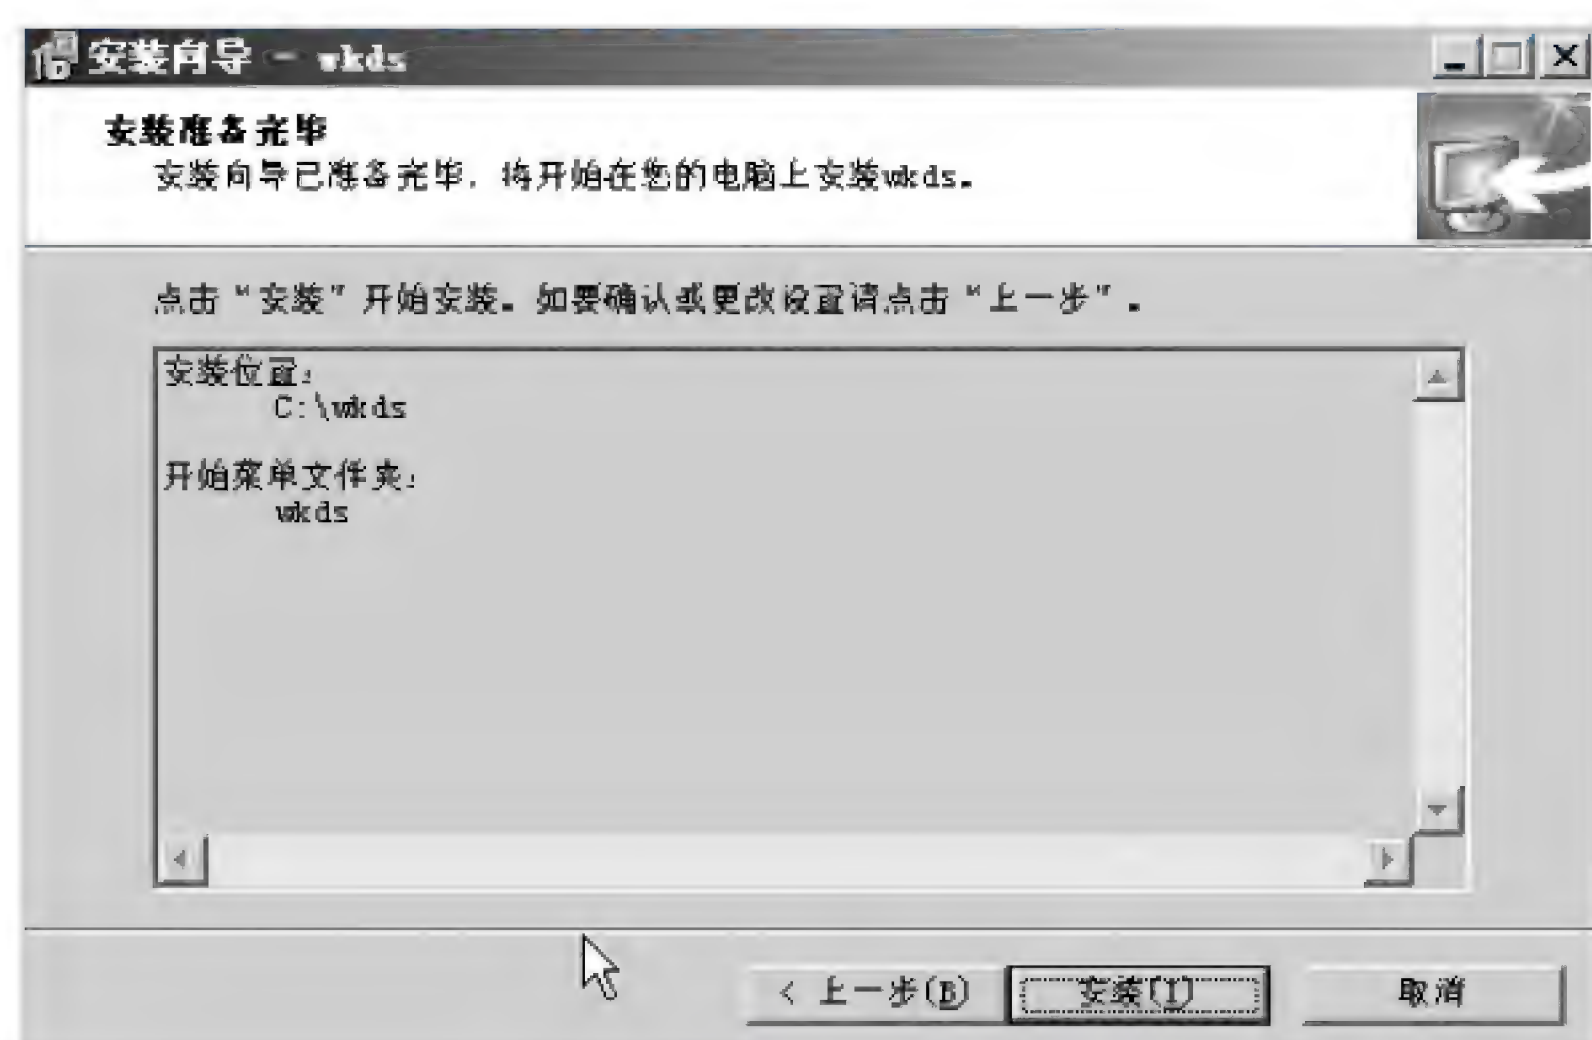 安装向导 - wkds
安装准备完毕
安装向导已准备完毕，将开始在您的电脑上安装wkds。
点击“安装”开始安装。如要确认或更改设置请点击“上一步”。
安装位置：
C:\wkds
开始菜单文件夹：
wkds
< 上一步(B) 安装(I) 取消